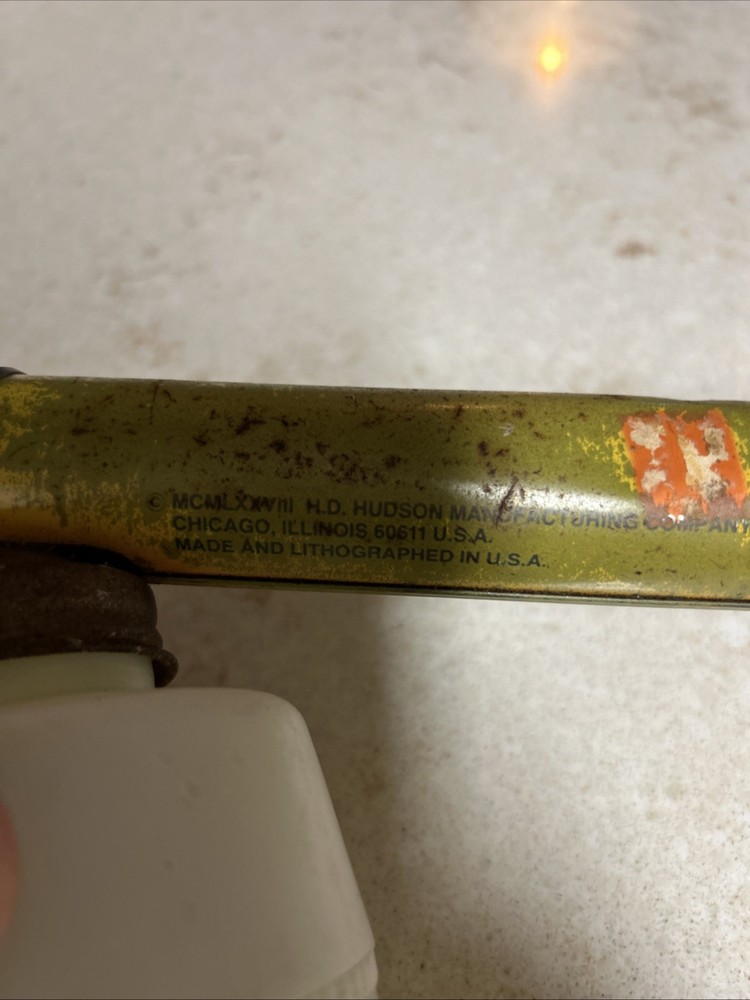 © MCMLXXVIII H.D. HUDSON MANUFACTURING COMPANY
CHICAGO, ILLINOIS 60611 U.S.A.
MADE AND LITHOGRAPHED IN U.S.A.